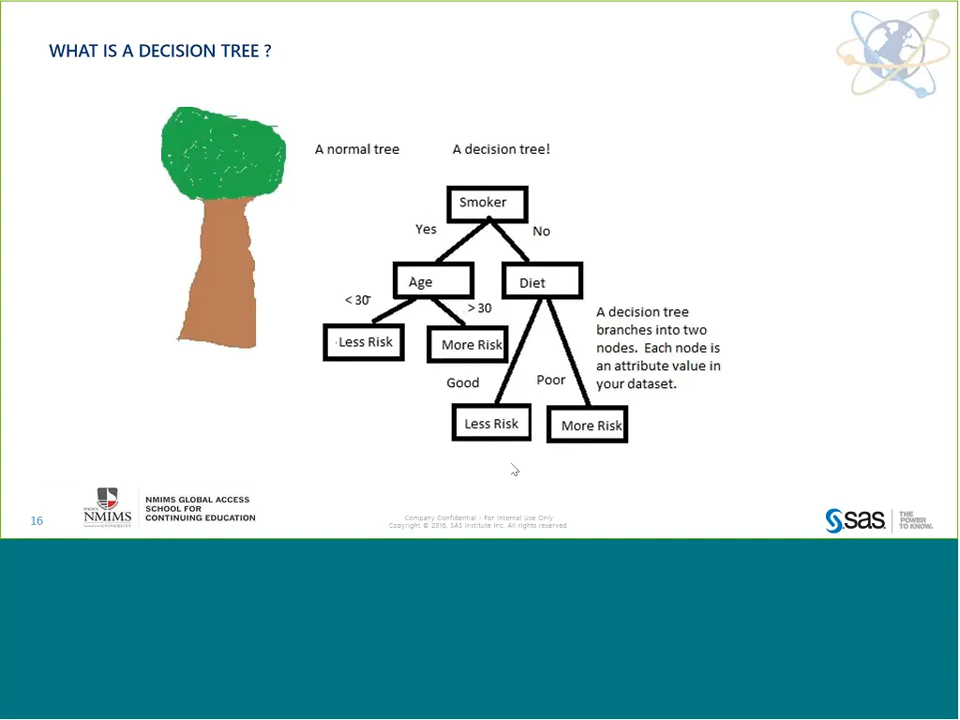 WHAT IS A DECISION TREE ?
A normal tree
A decision tree!
Smoker
Yes
No
Age
Diet
< 30
> 30
Less Risk
More Risk
A decision tree
branches into two
nodes. Each node is
an attribute value in
your dataset.
Good
Poor
Less Risk
More Risk
16
NMIMS
NMIMS GLOBAL ACCESS
SCHOOL FOR
CONTINUING EDUCATION
Company Confidential - For Internal Use Only
Copyright © 2016, SAS Institute Inc. All rights reserved.
sas
THE
POWER
TO KNOW.